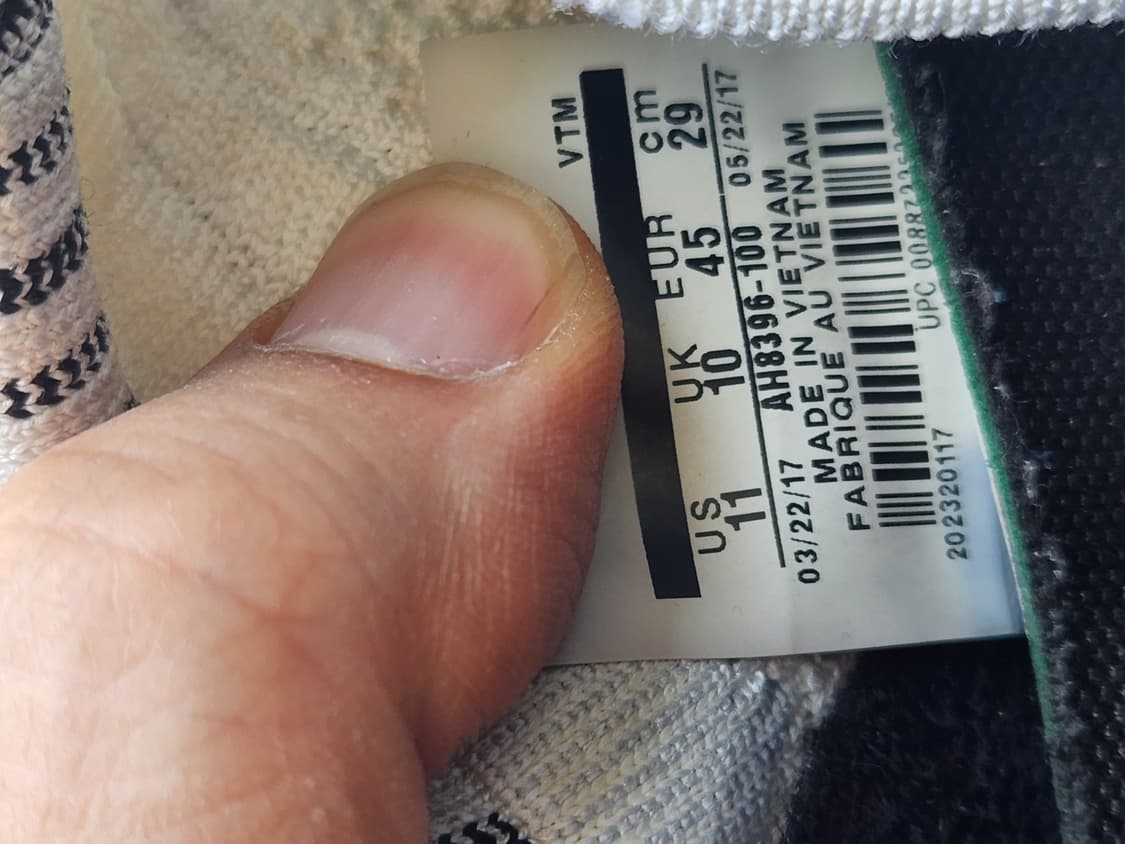 VTM
US UK EUR cm
11 10 45 29
03/22/17 AH8396-100 05/22/17
MADE IN VIETNAM
FABRIQUE AU VIETNAM
202320117 UPC